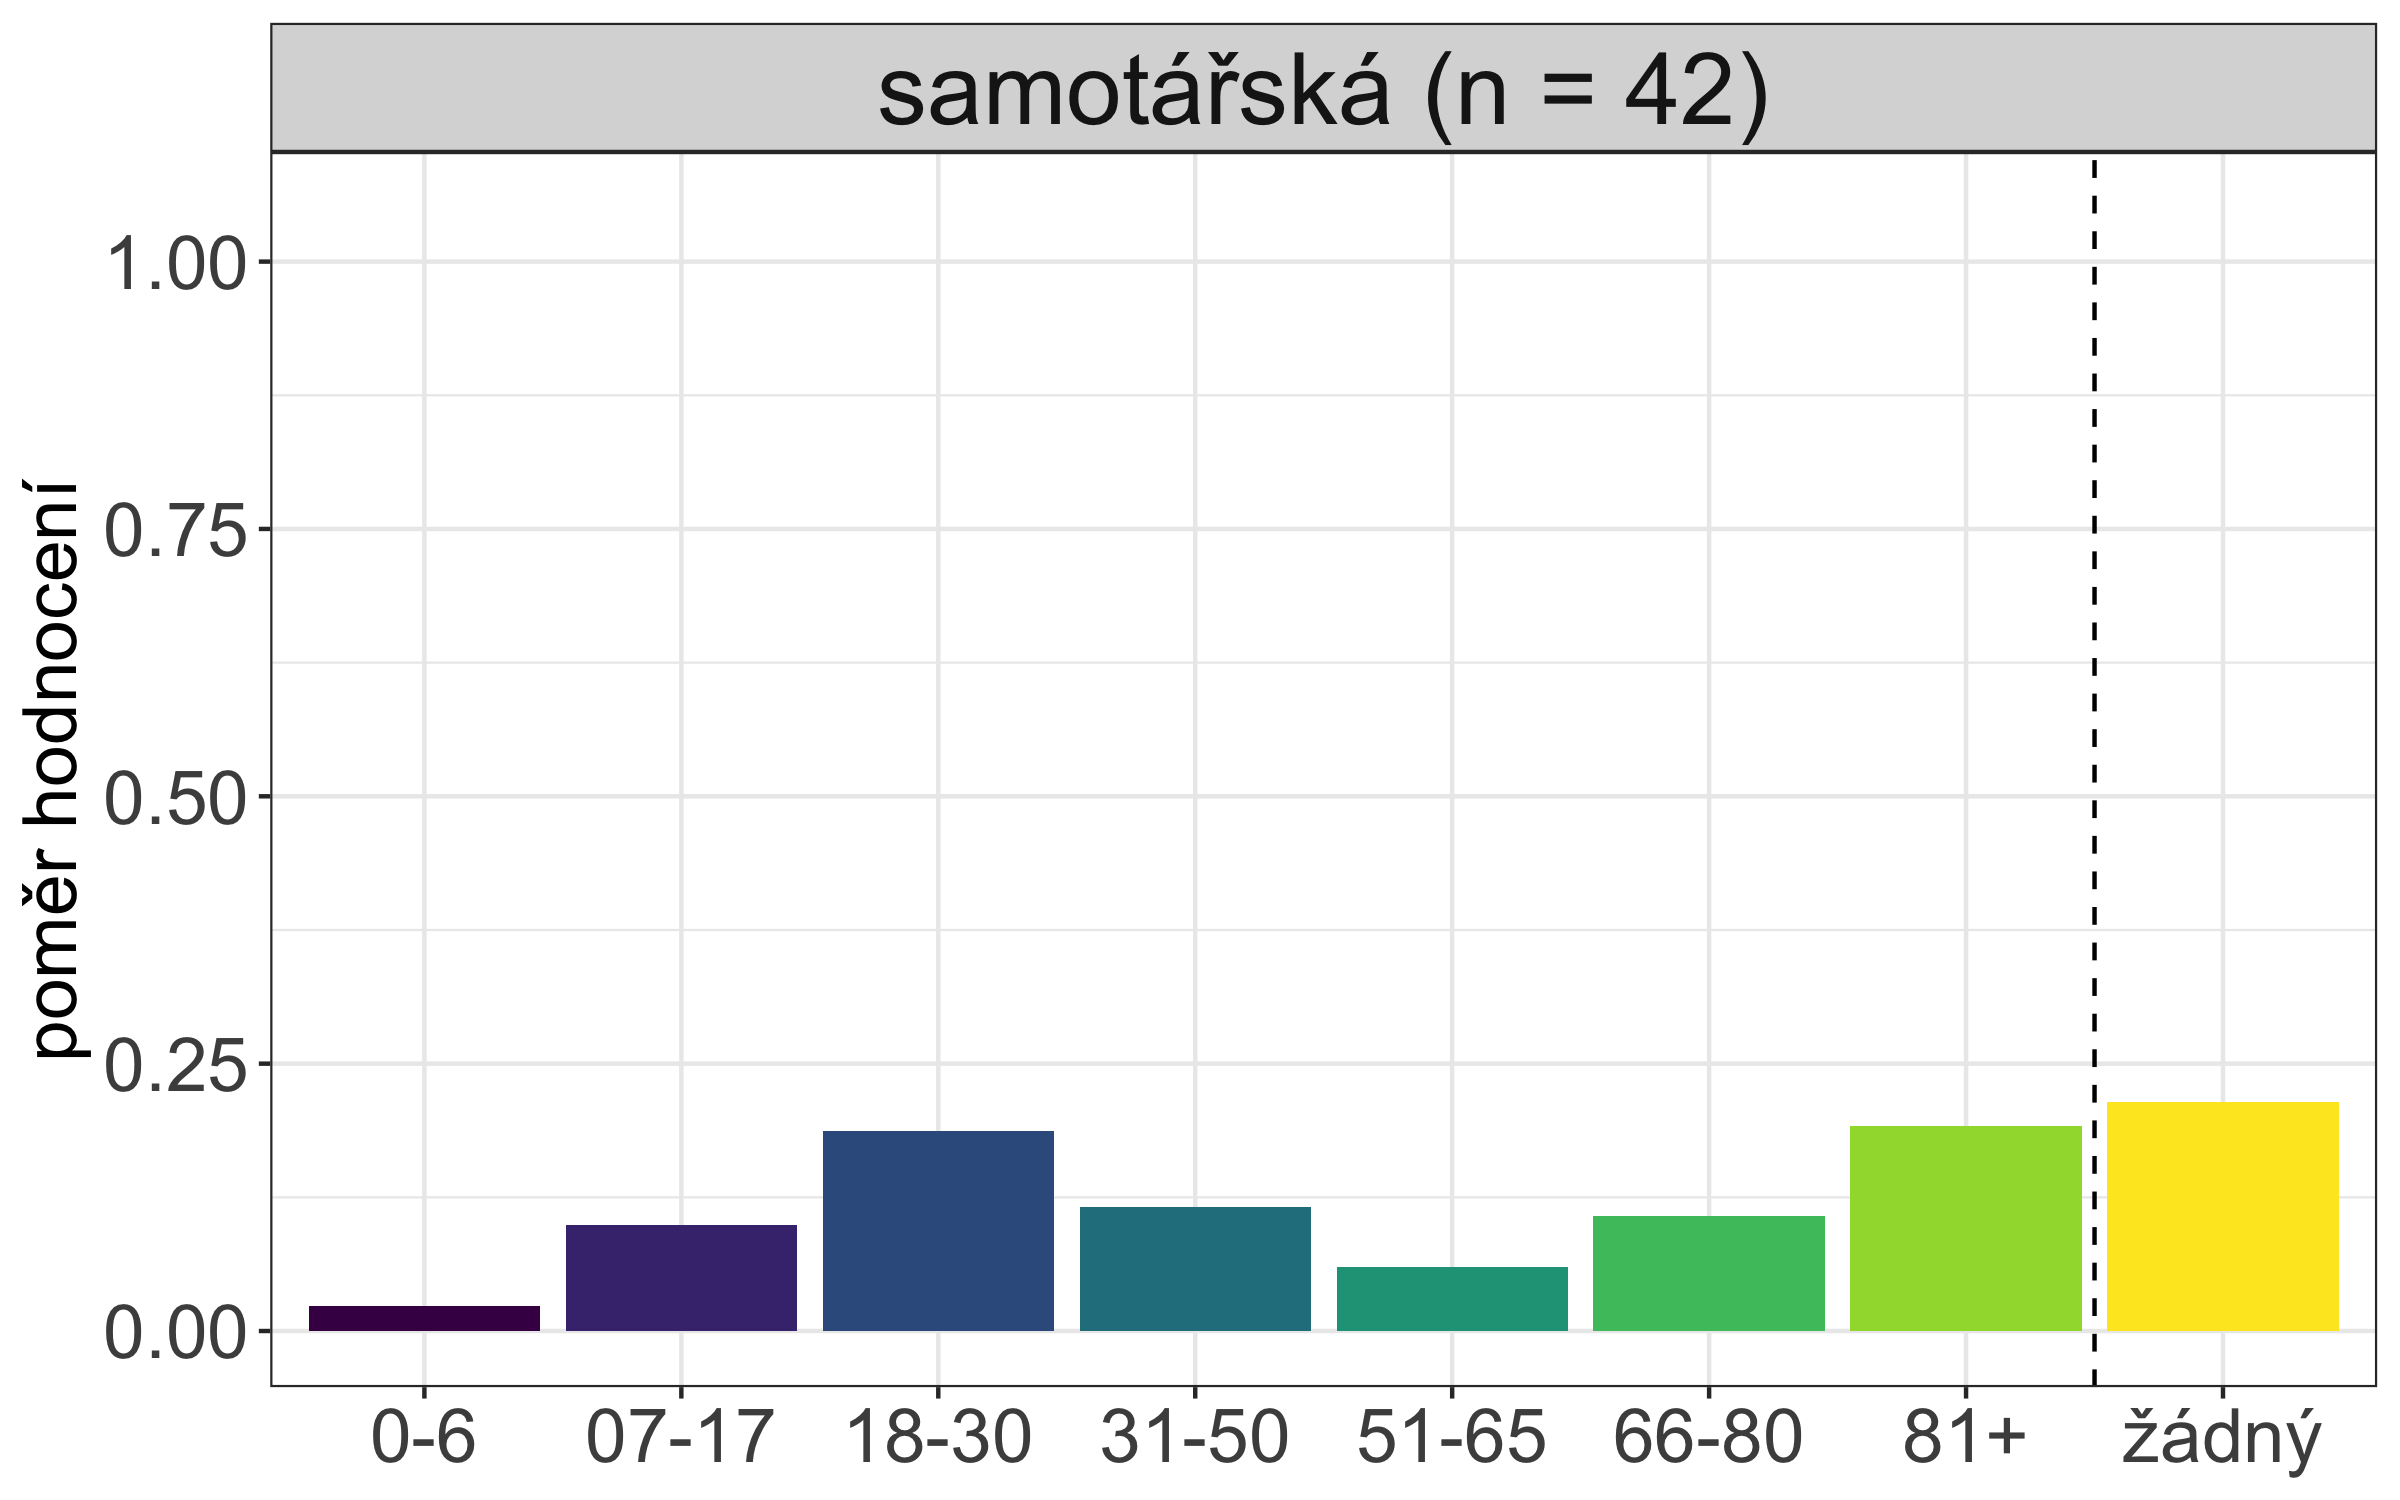 samotářská (n = 42)
poměr hodnocení
1.00
0.75
0.50
0.25
0.00
0-6 07-17 18-30 31-50 51-65 66-80 81+ žádný